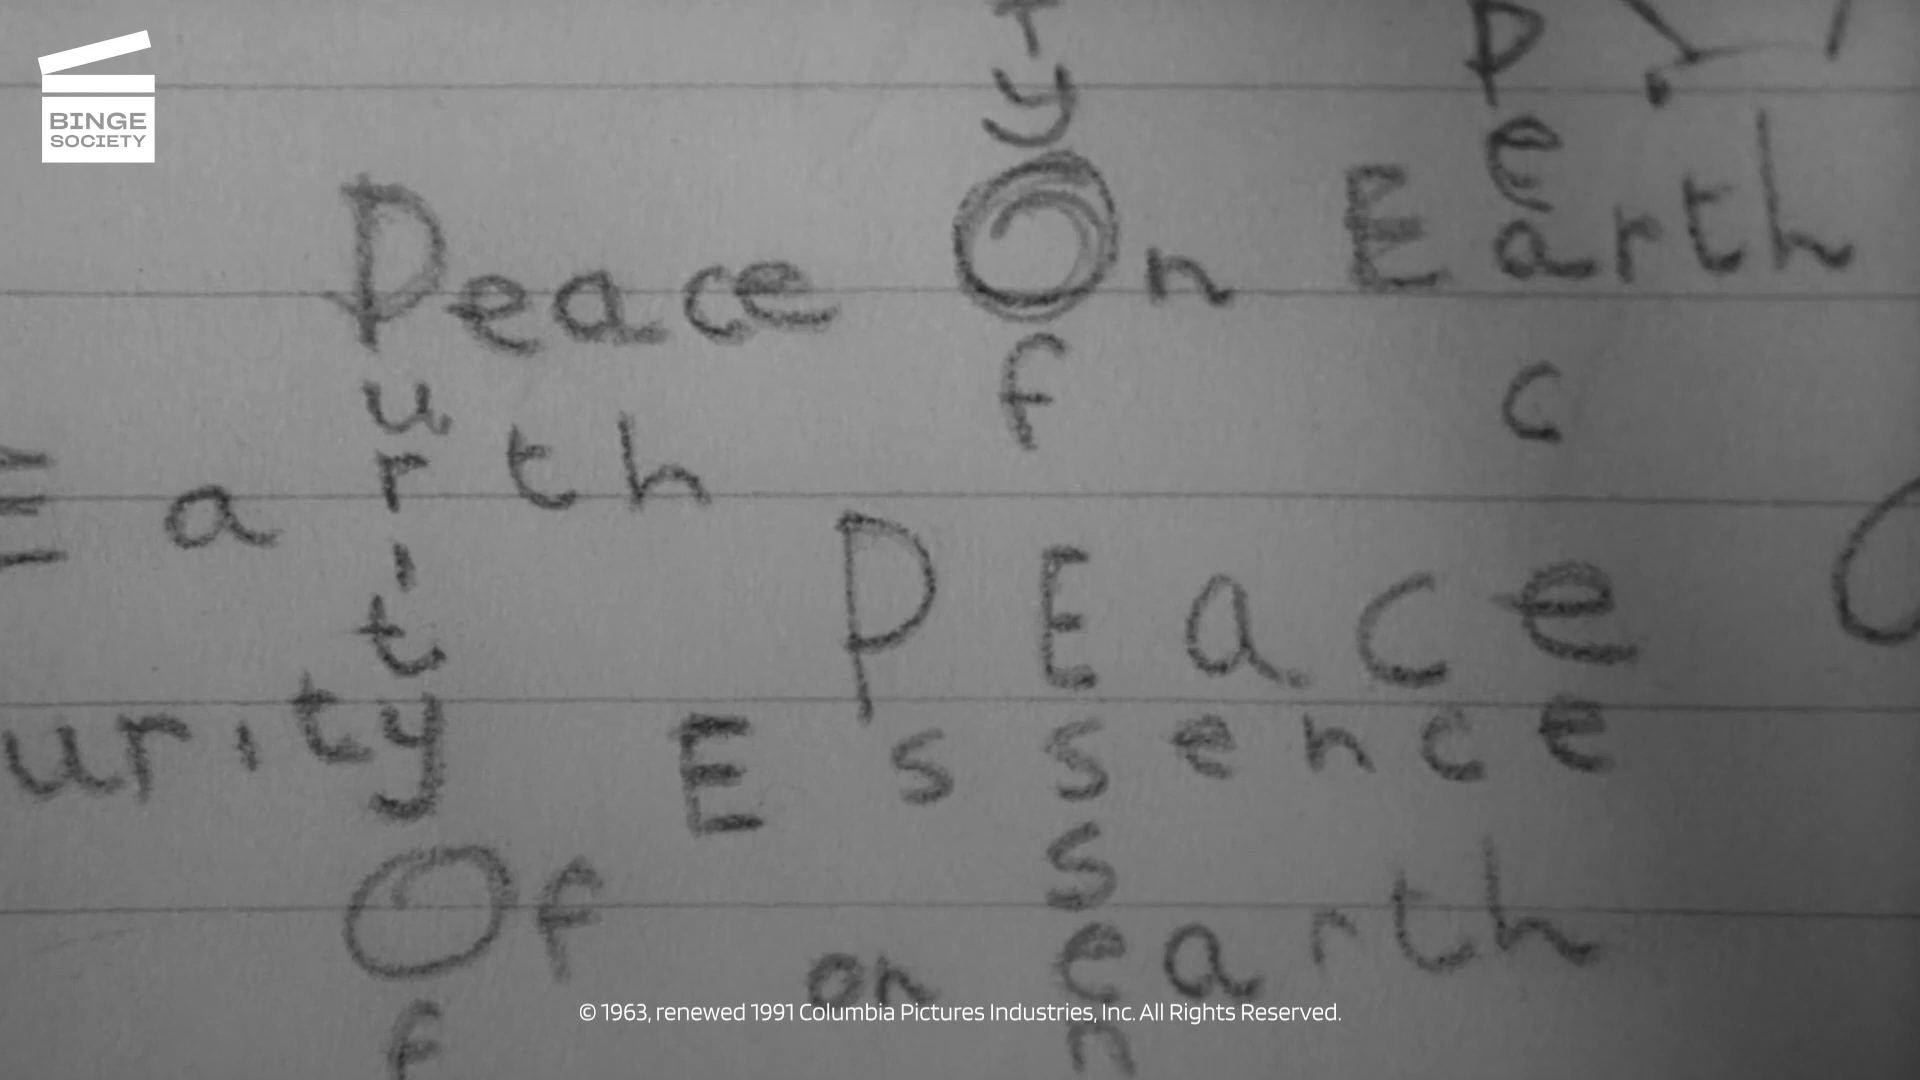 BINGE
SOCIETY
Peace On Earth
Purity Of
Earth
Peace
Essence
urity
Of
on earth
© 1963, renewed 1991 Columbia Pictures Industries, Inc. All Rights Reserved.